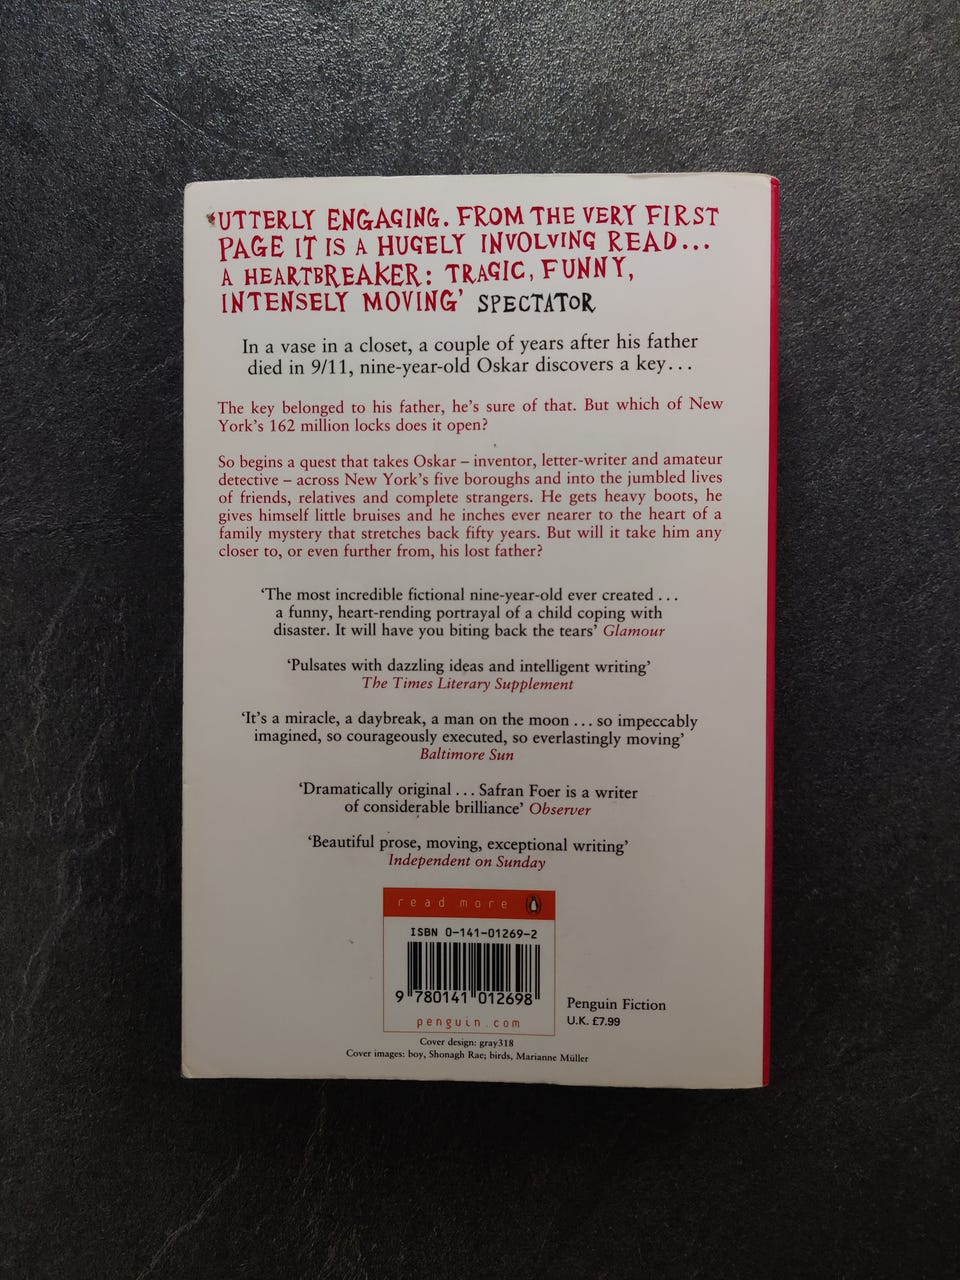 ‘UTTERLY ENGAGING. FROM THE VERY FIRST
PAGE IT IS A HUGELY INVOLVING READ...
A HEARTBREAKER: TRAGIC, FUNNY,
INTENSELY MOVING’ SPECTATOR
In a vase in a closet, a couple of years after his father
died in 9/11, nine-year-old Oskar discovers a key...
The key belonged to his father, he’s sure of that. But which of New
York’s 162 million locks does it open?
So begins a quest that takes Oskar – inventor, letter-writer and amateur
detective – across New York’s five boroughs and into the jumbled lives
of friends, relatives and complete strangers. He gets heavy boots, he
gives himself little bruises and he inches ever nearer to the heart of a
family mystery that stretches back fifty years. But will it take him any
closer to, or even further from, his lost father?
‘The most incredible fictional nine-year-old ever created ...
a funny, heart-rending portrayal of a child coping with
disaster. It will have you biting back the tears’ Glamour
‘Pulsates with dazzling ideas and intelligent writing’
The Times Literary Supplement
‘It’s a miracle, a daybreak, a man on the moon ... so impeccably
imagined, so courageously executed, so everlastingly moving’
Baltimore Sun
‘Dramatically original ... Safran Foer is a writer
of considerable brilliance’ Observer
‘Beautiful prose, moving, exceptional writing’
Independent on Sunday
read more
ISBN 0-141-01269-2
9 780141 012698
penguin.com
Penguin Fiction
U.K. £7.99
Cover design: gray318
Cover images: boy, Shonagh Rae; birds, Marianne Müller